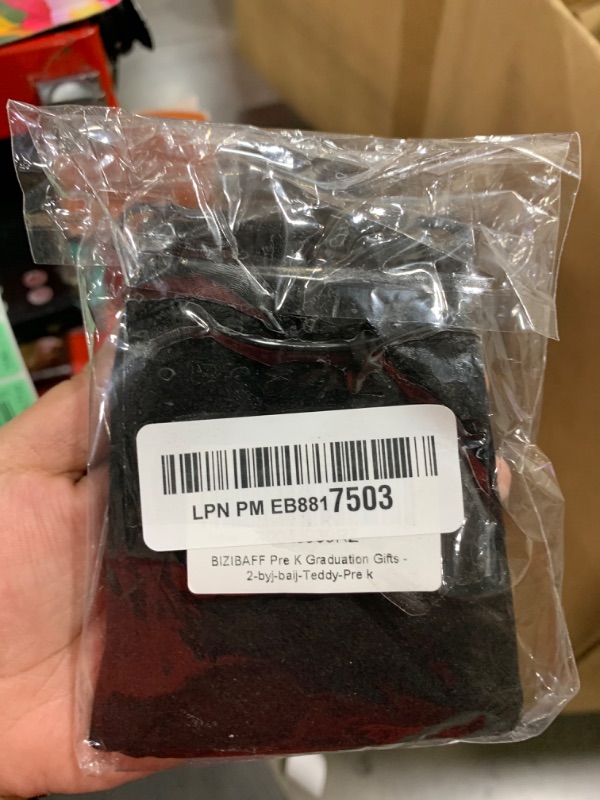 LPN PM EB8817503
BIZIBAFF Pre K Graduation Gifts -
2-byj-baij-Teddy-Pre k